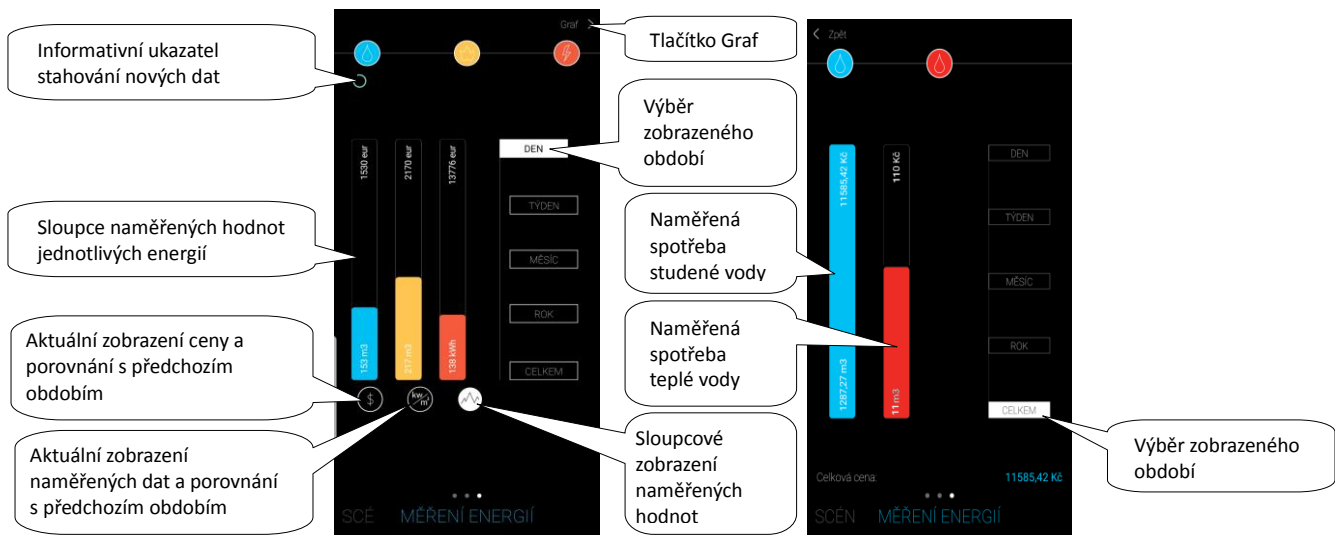 Informativní ukazatel
stahování nových dat
Sloupce naměřených hodnot
jednotlivých energií
Aktuální zobrazení ceny a
porovnání s předchozím
obdobím
Aktuální zobrazení
naměřených dat a porovnání
s předchozím obdobím
Graf
1530 eur
2170 eur
13776 eur
153 m3
217 m3
138 kWh
DEN
TÝDEN
MĚSÍC
ROK
CELKEM
$
kw/m³
SCÉ
MĚŘENÍ ENERGIÍ
Tlačítko Graf
Výběr
zobrazeného
období
Naměřená
spotřeba
studené vody
Naměřená
spotřeba
teplé vody
Sloupcové
zobrazení
naměřených
hodnot
Zpět
11585,42 Kč
110 Kč
1287,27 m3
11 m3
DEN
TÝDEN
MĚSÍC
ROK
CELKEM
Celková cena:
11585,42 Kč
SCÉN
MĚŘENÍ ENERGIÍ
Výběr zobrazeného
období